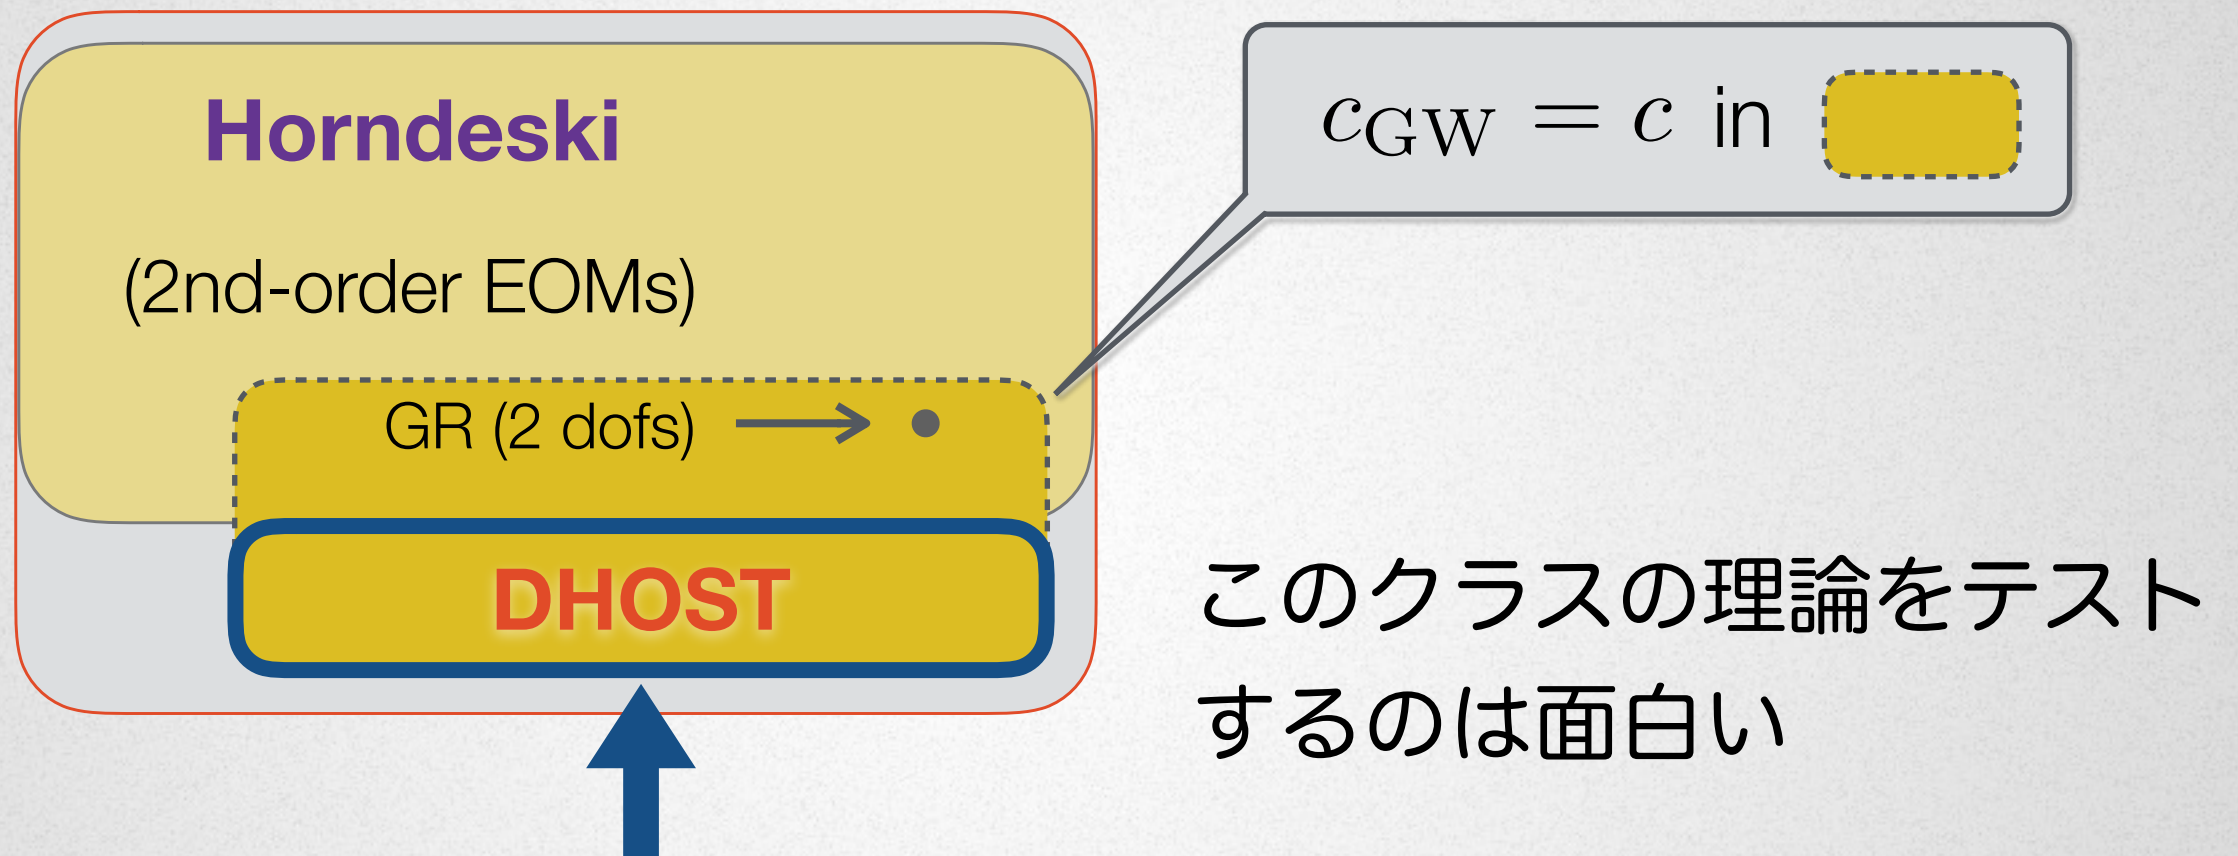 Horndeski
(2nd-order EOMs)
GR (2 dofs)
DHOST
c_GW = c in
このクラスの理論をテスト
するのは面白い